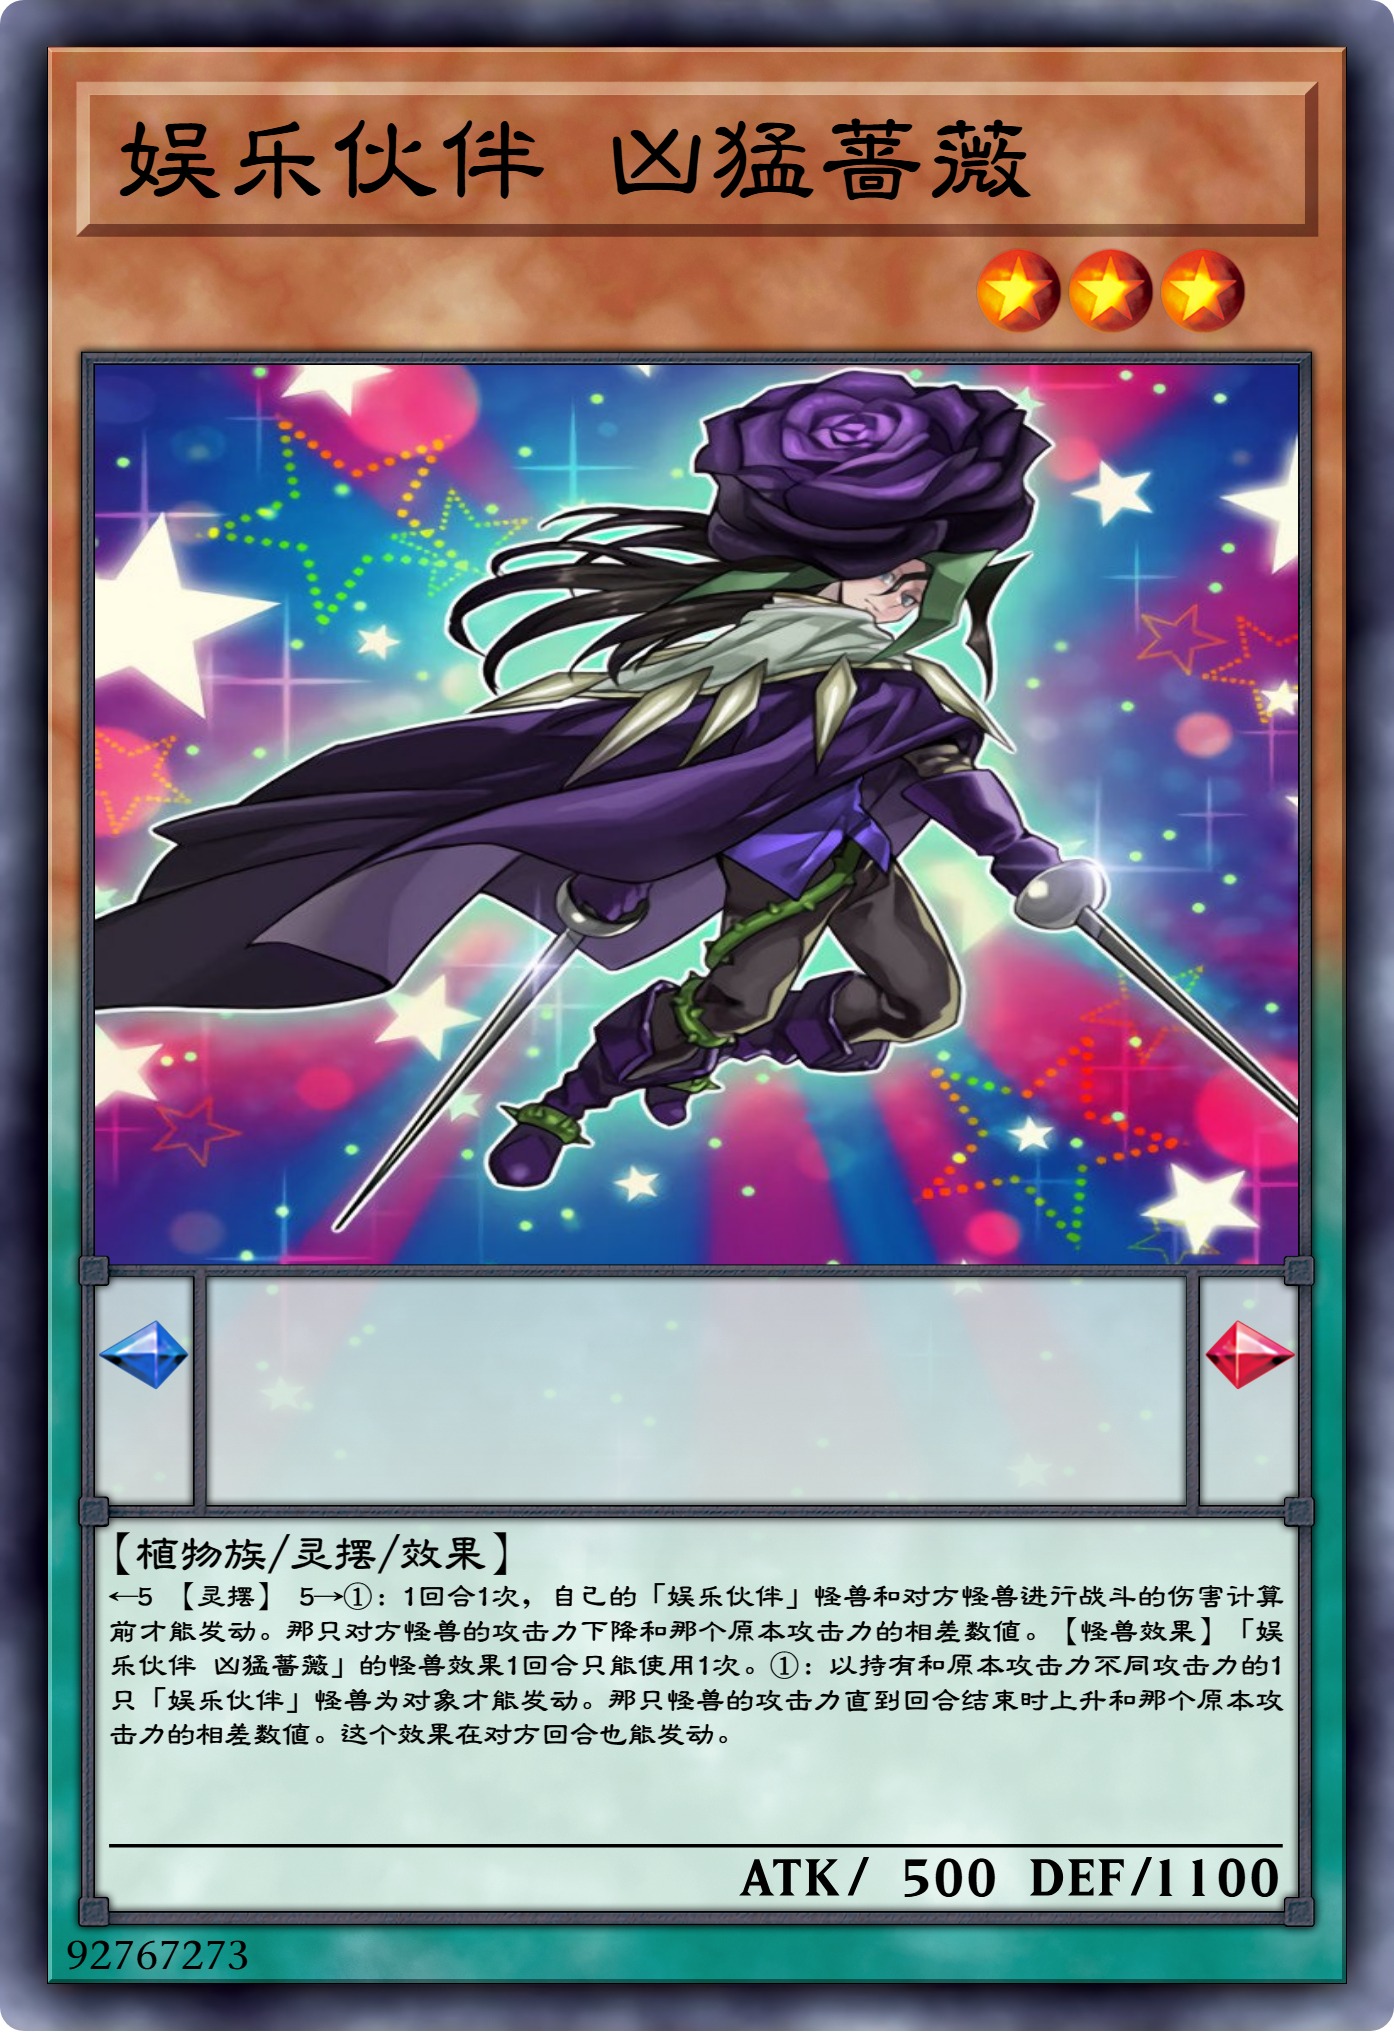 娱乐伙伴 凶猛蔷薇
【植物族/灵摆/效果】
←5 【灵摆】 5→①：1回合1次，自己的「娱乐伙伴」怪兽和对方怪兽进行战斗的伤害计算
前才能发动。那只对方怪兽的攻击力下降和那个原本攻击力的相差数值。【怪兽效果】「娱
乐伙伴 凶猛蔷薇」的怪兽效果1回合只能使用1次。①：以持有和原本攻击力不同攻击力的1
只「娱乐伙伴」怪兽为对象才能发动。那只怪兽的攻击力直到回合结束时上升和那个原本攻
击力的相差数值。这个效果在对方回合也能发动。
ATK/ 500 DEF/1100
92767273